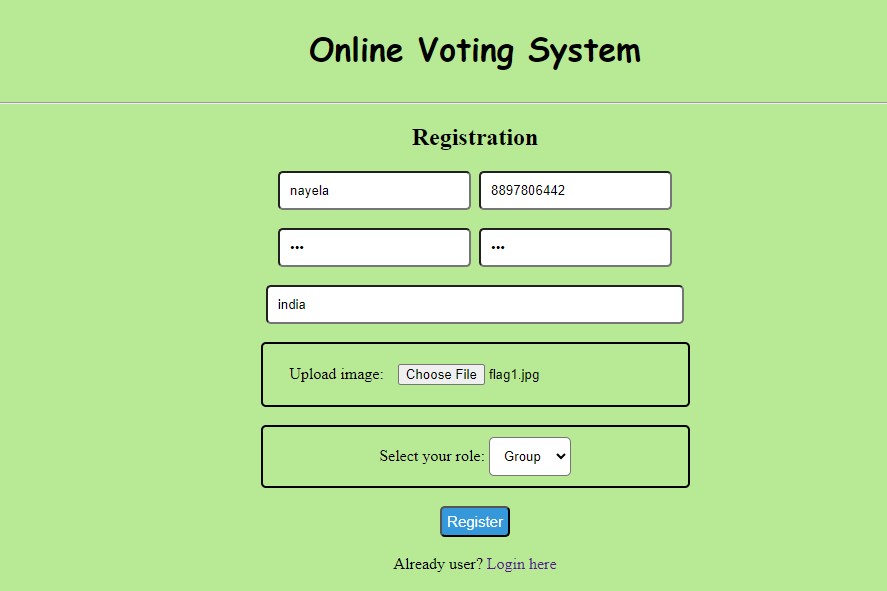 Online Voting System
Registration
nayela 8897806442
••• •••
india
Upload image: Choose File flag1.jpg
Select your role: Group
Register
Already user? Login here